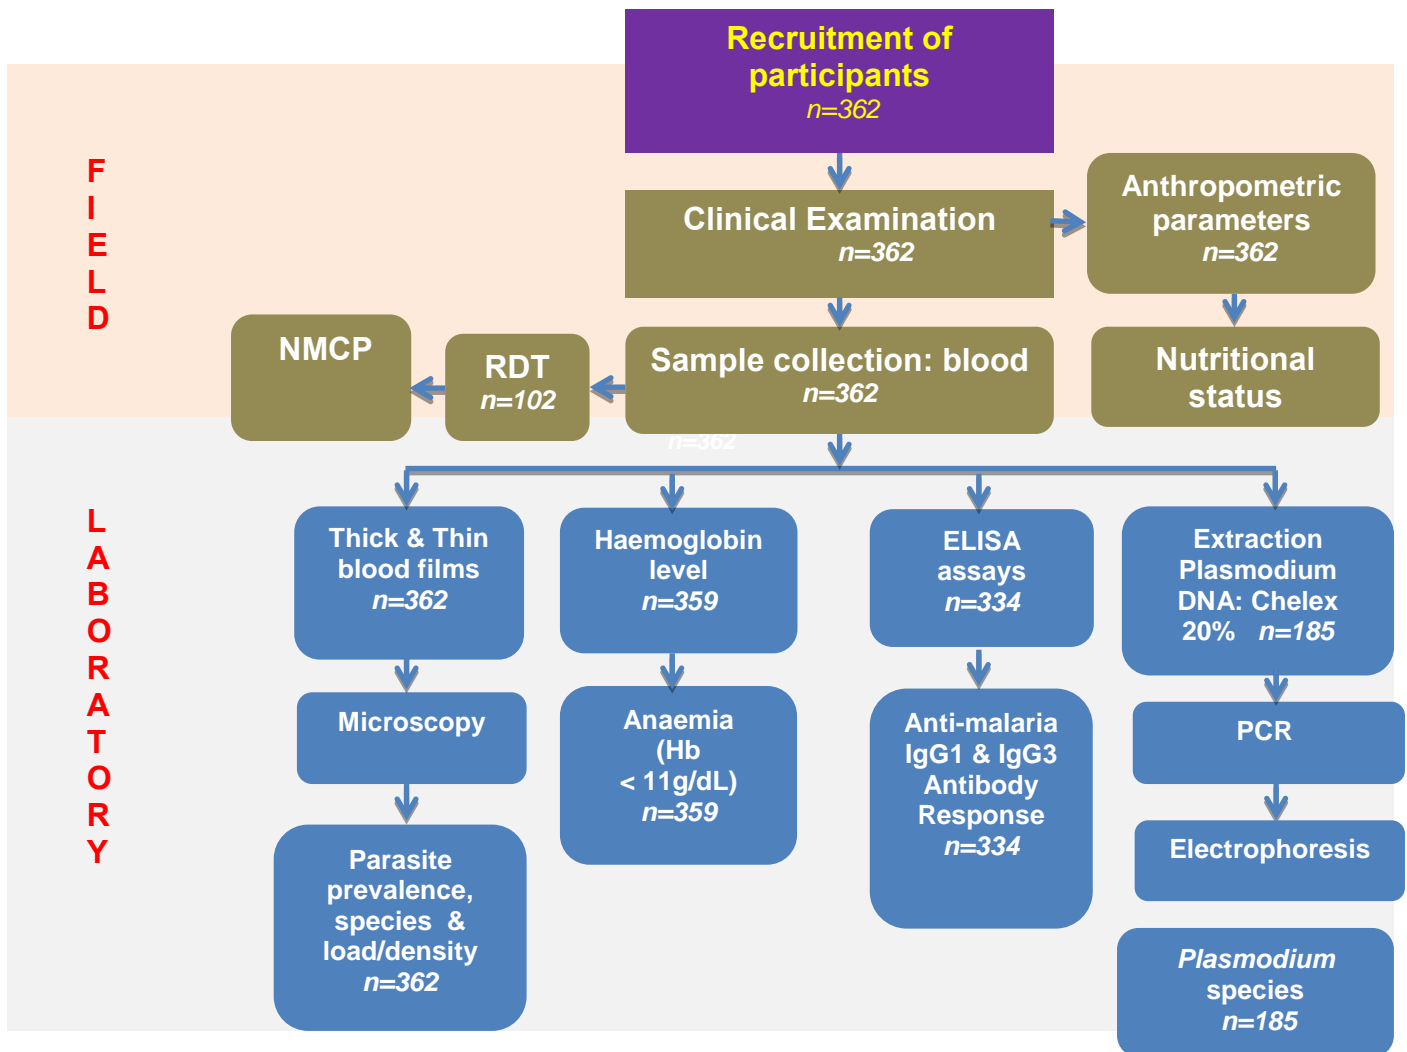 Recruitment of
participants
n=362
F
I
E
L
D
Clinical Examination
n=362
Anthropometric
parameters
n=362
NMCP
RDT
n=102
Sample collection: blood
n=362
n=362
Nutritional
status
L
A
B
O
R
A
T
O
R
Y
Thick & Thin
blood films
n=362
Haemoglobin
level
n=359
ELISA
assays
n=334
Extraction
Plasmodium
DNA: Chelex
20% n=185
Microscopy
Anaemia
(Hb
< 11g/dL)
n=359
Anti-malaria
IgG1 & IgG3
Antibody
Response
n=334
PCR
Parasite
prevalence,
species &
load/density
n=362
Electrophoresis
Plasmodium
species
n=185